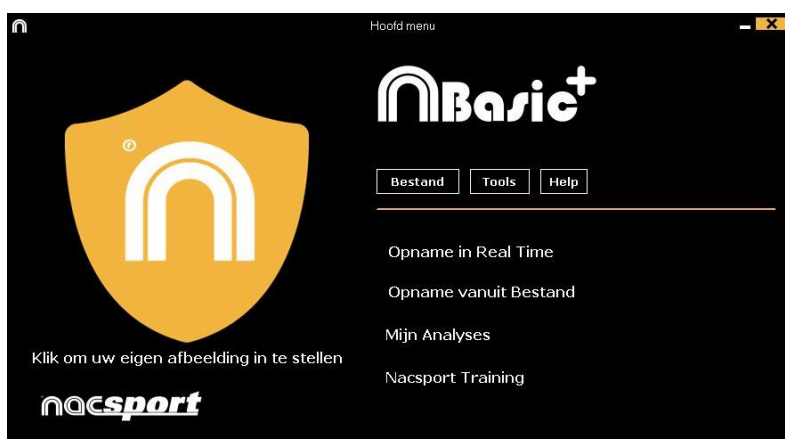 Hoofd menu
nBasic+
Bestand Tools Help
Opname in Real Time
Opname vanuit Bestand
Mijn Analyses
Nacsport Training
n
®
Klik om uw eigen afbeelding in te stellen
nacsport